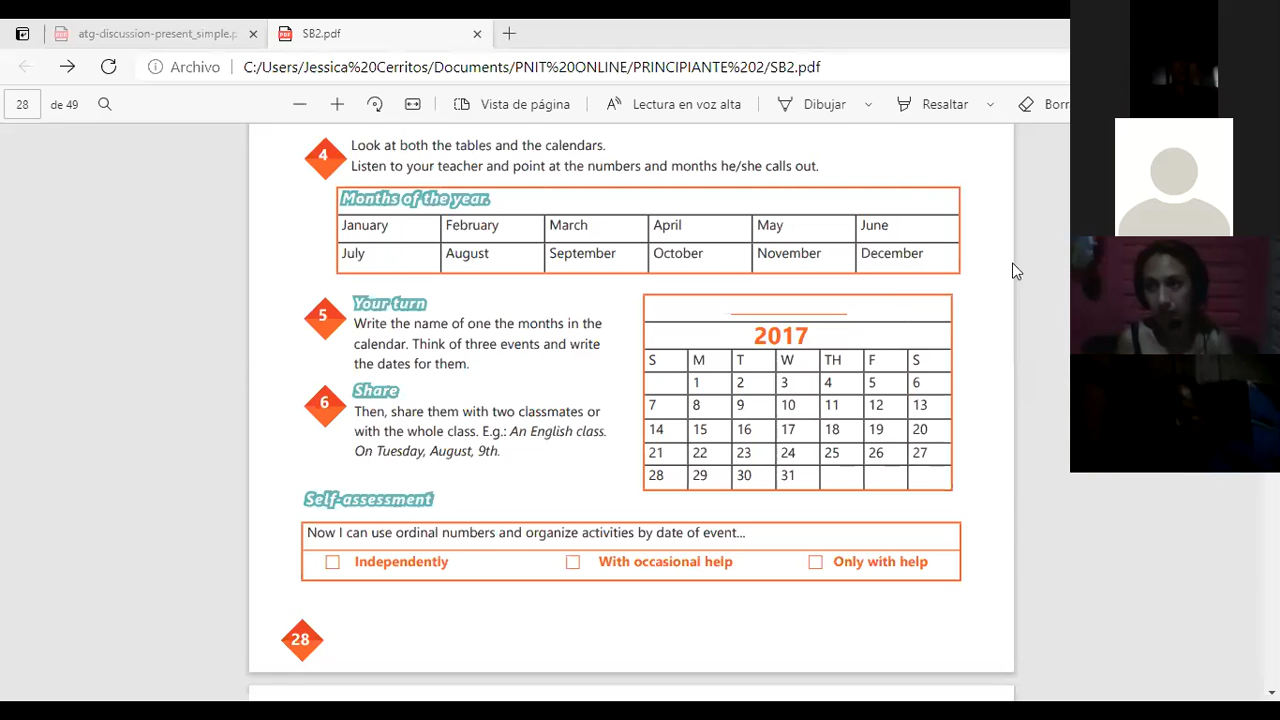 atg-discussion-present_simple.p
SB2.pdf
Archivo
C:/Users/Jessica%20Cerritos/Documents/PNIT%20ONLINE/PRINCIPIANTE%202/SB2.pdf
28
de 49
Vista de página
Lectura en voz alta
Dibujar
Resaltar
Borr
4
Look at both the tables and the calendars.
Listen to your teacher and point at the numbers and months he/she calls out.
Months of the year.
January February March April May June
July August September October November December
5
Your turn
Write the name of one the months in the
calendar. Think of three events and write
the dates for them.
6
Share
Then, share them with two classmates or
with the whole class. E.g.: An English class.
On Tuesday, August, 9th.
2017
S M T W TH F S
1 2 3 4 5 6
7 8 9 10 11 12 13
14 15 16 17 18 19 20
21 22 23 24 25 26 27
28 29 30 31
Self-assessment
Now I can use ordinal numbers and organize activities by date of event...
Independently
With occasional help
Only with help
28